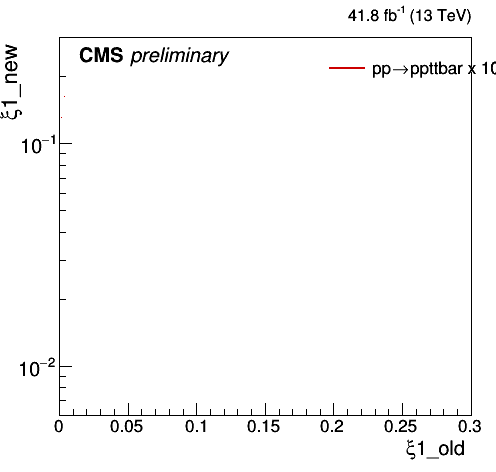 41.8 fb⁻¹ (13 TeV)
CMS preliminary
pp→ppttbar x 10
ξ1_new
10⁻¹
10⁻²
0 0.05 0.1 0.15 0.2 0.25 0.3
ξ1_old